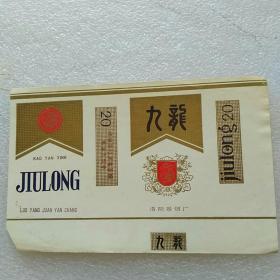 KAO YAN XING
JIULONG
LUO YANG JUAN YAN CHANG
20
九龍
洛阳卷烟厂
jiulong 20
九龍